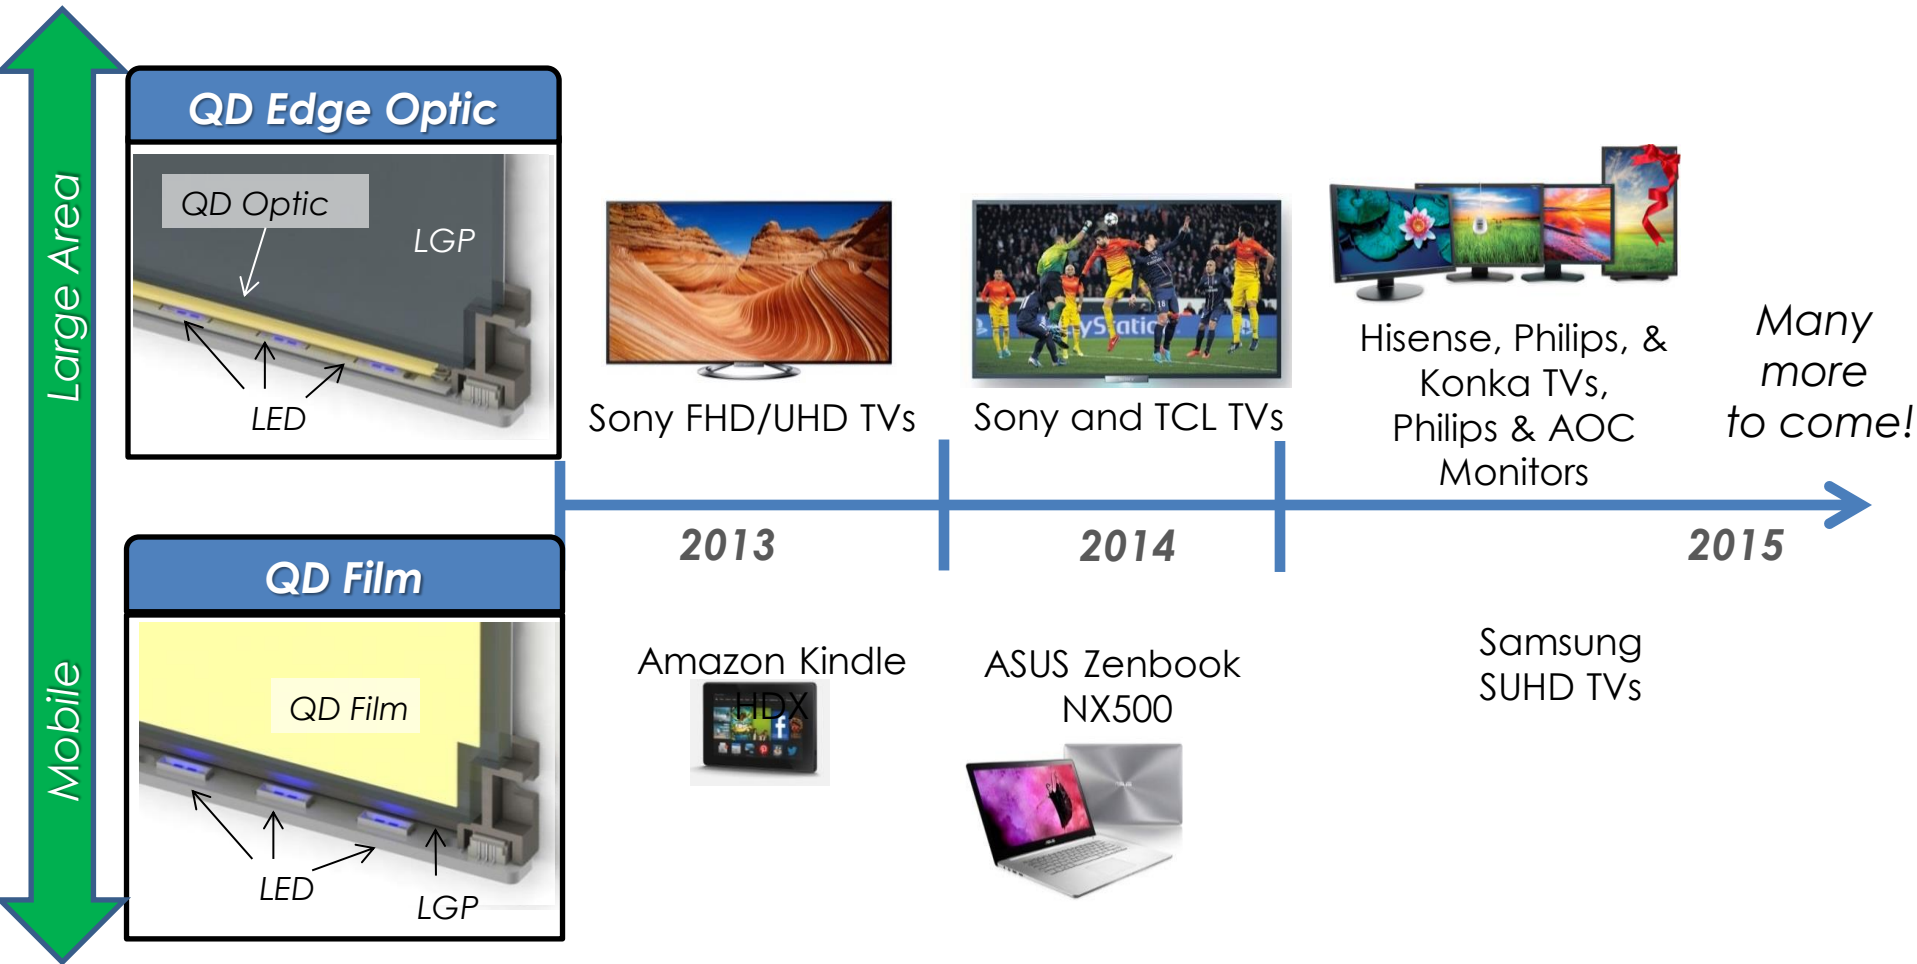 Large Area
Mobile
QD Edge Optic
QD Optic
LGP
LED
QD Film
QD Film
LED
LGP
Sony FHD/UHD TVs
Sony and TCL TVs
Hisense, Philips, &
Konka TVs,
Philips & AOC
Monitors
Many
more
to come!
2013
2014
2015
Amazon Kindle
HDX
ASUS Zenbook
NX500
Samsung
SUHD TVs